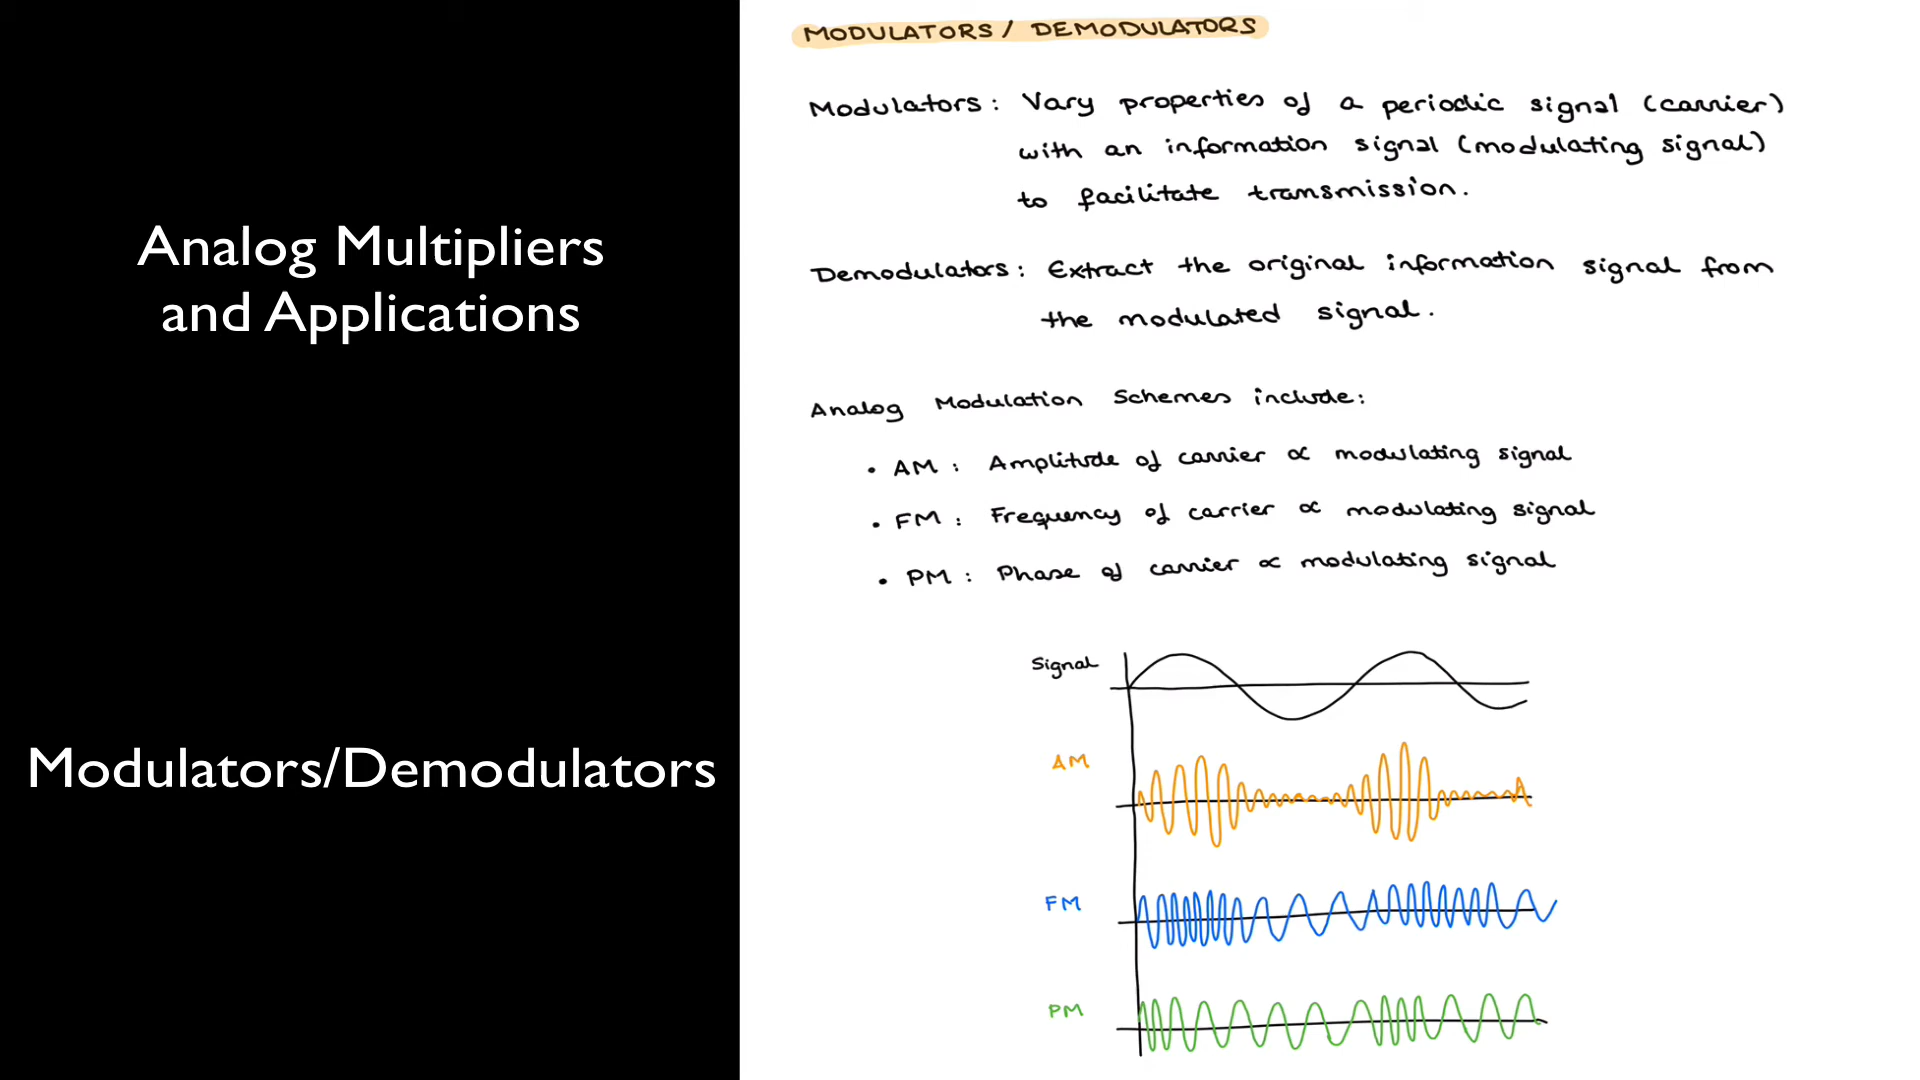 Analog Multipliers
and Applications
Modulators/Demodulators
MODULATORS/ DEMODULATORS
Modulators: Vary properties of a periodic signal (carrier)
with an information signal (modulating signal)
to facilitate transmission.
Demodulators: Extract the original information signal from
the modulated signal.
Analog Modulation Schemes include:
• AM: Amplitude of carrier ∝ modulating signal
• FM: Frequency of carrier ∝ modulating signal
• PM: Phase of carrier ∝ modulating signal
Signal
AM
FM
PM